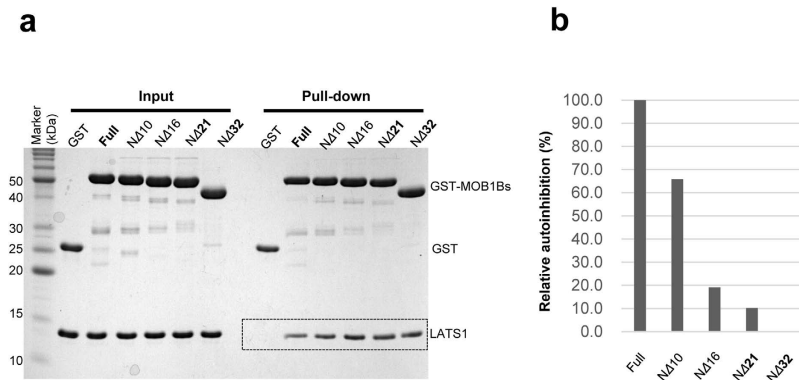 a
Input
Pull-down
Marker (kDa)
GST
Full
NΔ10
NΔ16
NΔ21
NΔ32
GST
Full
NΔ10
NΔ16
NΔ21
NΔ32
50
40
30
25
20
15
10
GST-MOB1Bs
GST
LATS1
b
Relative autoinhibition (%)
100.0
90.0
80.0
70.0
60.0
50.0
40.0
30.0
20.0
10.0
0.0
Full
NΔ10
NΔ16
NΔ21
NΔ32